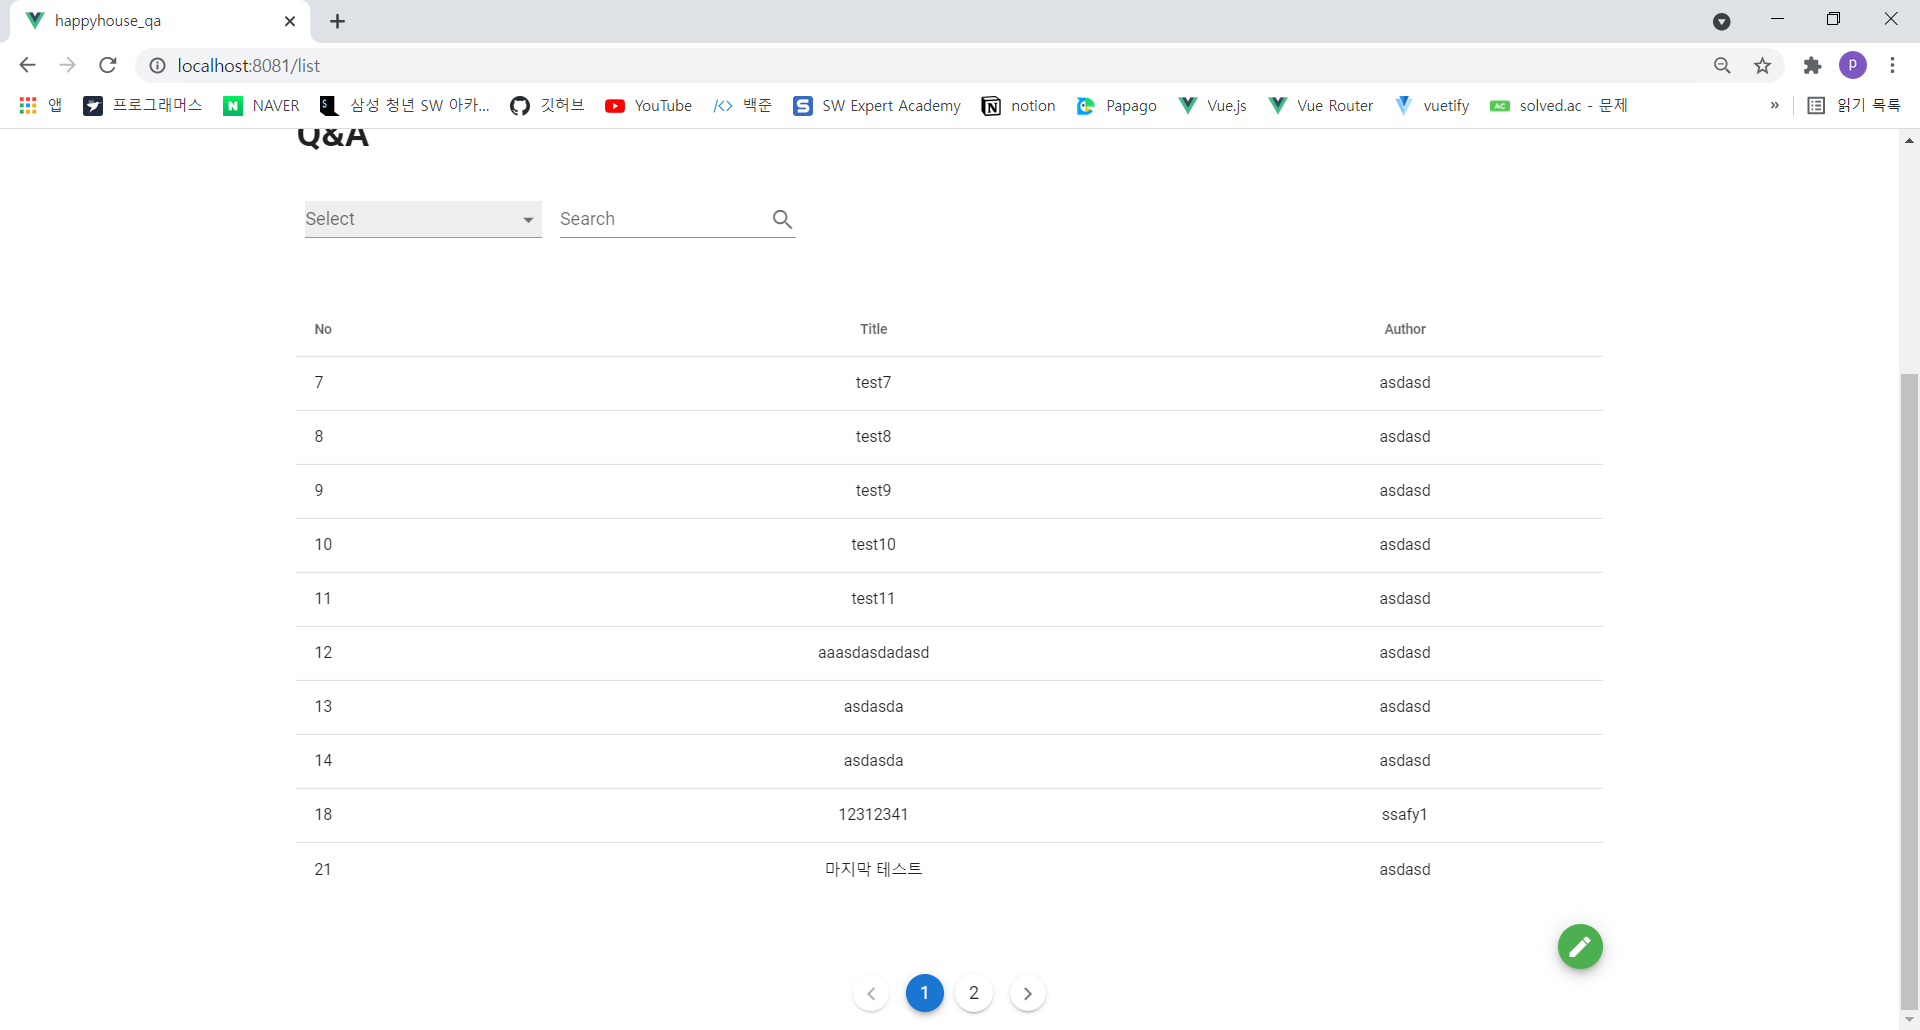 happyhouse_qa
localhost:8081/list
P
앱 프로그래머스 NAVER 삼성 청년 SW 아카... 깃허브 YouTube 백준 SW Expert Academy notion Papago Vue.js Vue Router vuetify solved.ac - 문제 » 읽기 목록
Q&A
Select Search
No Title Author
7 test7 asdasd
8 test8 asdasd
9 test9 asdasd
10 test10 asdasd
11 test11 asdasd
12 aaasdasdadasd asdasd
13 asdasda asdasd
14 asdasda asdasd
18 12312341 ssafy1
21 마지막 테스트 asdasd
1 2